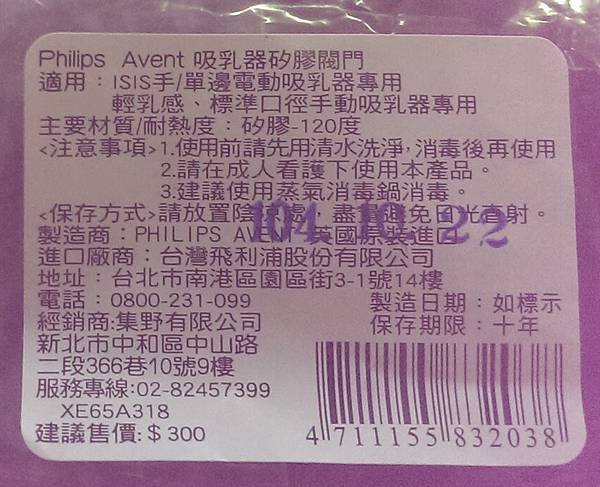 Philips Avent 吸乳器矽膠閥門
適用：ISIS手/單邊電動吸乳器專用
輕乳感、標準口徑手動吸乳器專用
主要材質/耐熱度：矽膠-120度
<注意事項>1.使用前請先用清水洗淨,消毒後再使用
2.請在成人看護下使用本產品。
3.建議使用蒸氣消毒鍋消毒。
<保存方式>請放置陰涼處,盡量避免日光直射。
104.10.22
製造商：PHILIPS AVENT 英國原裝進口
進口廠商：台灣飛利浦股份有限公司
地址：台北市南港區園區街3-1號14樓
電話：0800-231-099
製造日期：如標示
經銷商:集野有限公司
保存期限：十年
新北市中和區中山路
二段366巷10號9樓
服務專線:02-82457399
XE65A318
建議售價:$300
4 711155 832038